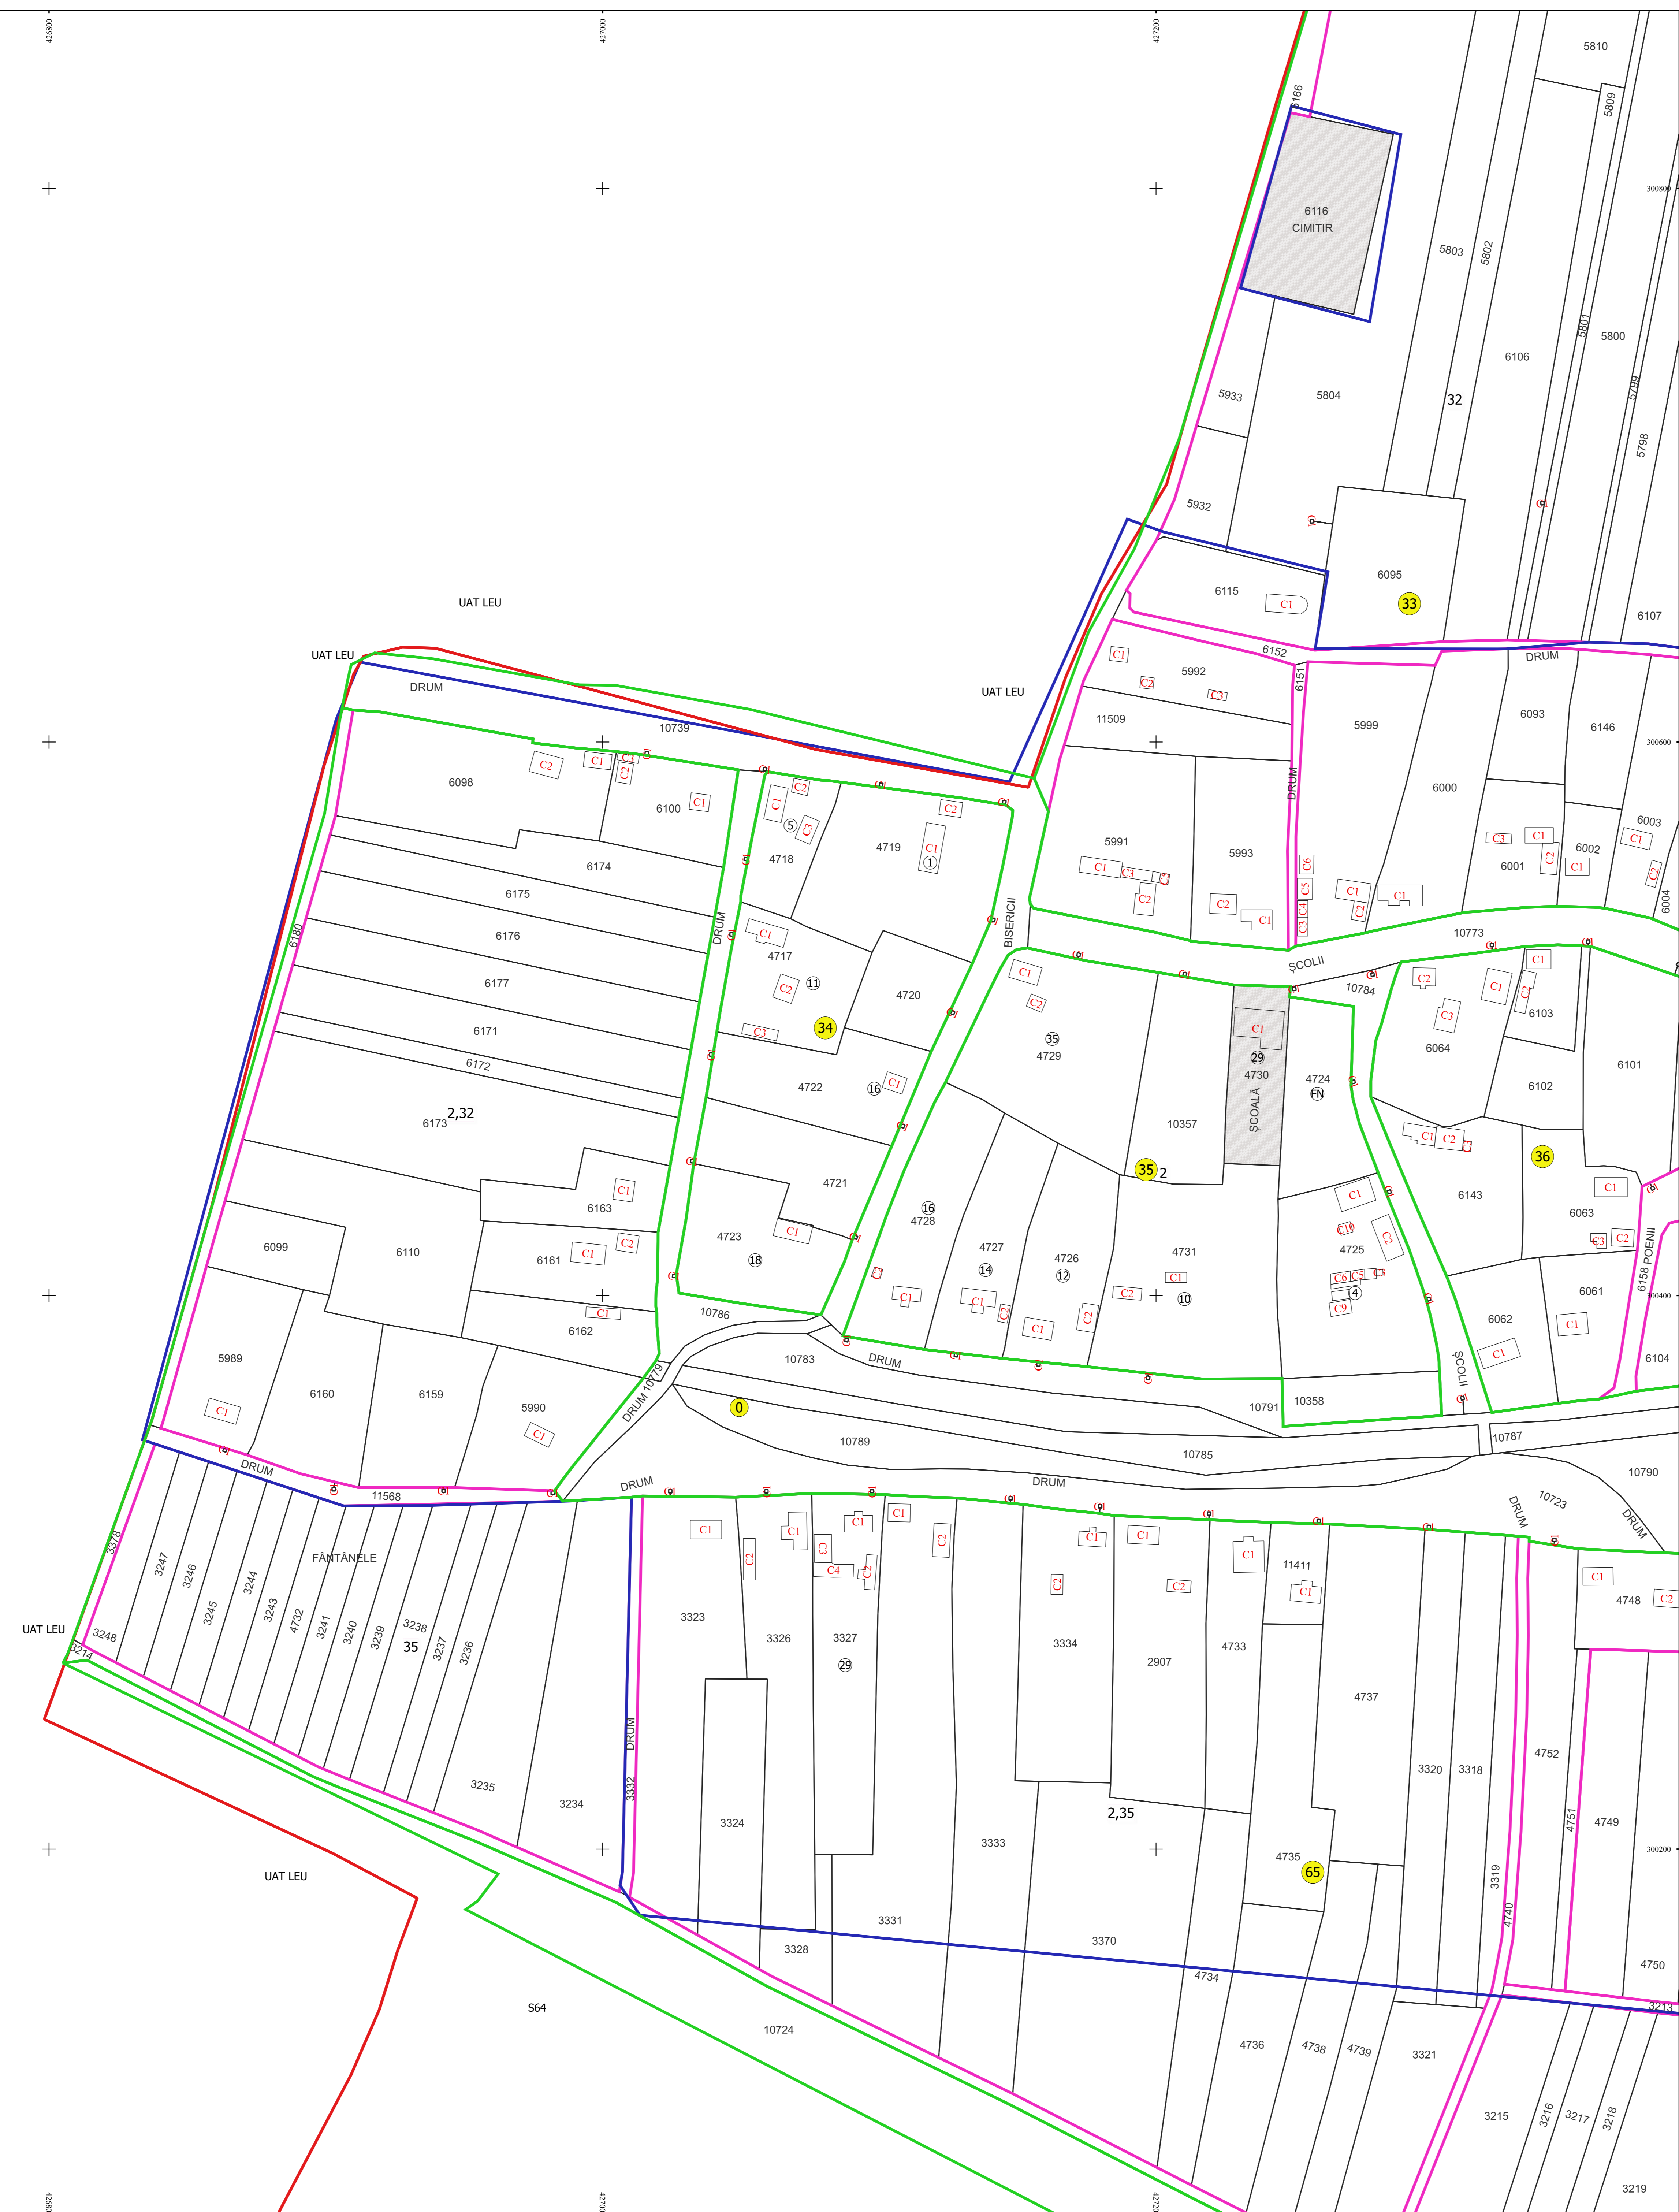 426800
427000
427200
5810
5809
6166
6116
CIMITIR
300800
5803
5802
5801
5800
6106
5799
5798
5933
5804
32
5932
6095
33
6115
C1
6107
UAT LEU
UAT LEU
UAT LEU
DRUM
10739
6152
DRUM
C1
5992
C2
C3
6151
11509
5999
6093
6146
6000
DRUM
6098
C2
C1
C3
C2
6100
C1
C1
C2
C3
5
4718
4719
C2
C1
1
5991
C1
C3
C2
5993
C2
C1
C6
C5
C4
C3
C1
C2
C1
C3
C1
C2
6001
6002
C1
6003
C1
C2
6004
6174
6175
6176
6177
6171
6172
6173
2,32
6180
DRUM
C1
4717
C2
11
C3
34
4720
4722
16
C1
BISERICII
10773
ȘCOLII
10784
C1
C2
35
4729
10357
C1
29
4730
ȘCOALĂ
4724
FN
C2
C1
C3
6064
C1
C2
6103
6102
6101
35
2
36
C1
C2
6143
C1
6063
C3
C2
6163
C1
6099
6110
6161
C1
C2
C1
6162
4721
4723
C1
18
16
4728
C1
4727
14
C1
C2
4726
12
C1
C2
4731
C1
C2
10
C1
C10
C2
4725
C6
C5
C3
4
C9
6062
C1
6061
C1
6158 POENII
6104
10786
5989
C1
6160
6159
5990
C1
DRUM 10779
10783
DRUM
0
10789
10791
10358
ȘCOLII
10785
10787
10790
DRUM
11568
DRUM
DRUM
10723
DRUM
DRUM
3378
FÂNTÂNELE
3247
3246
3245
3244
3243
4732
3241
3240
3239
3238
35
3237
3236
3248
3214
UAT LEU
3235
3234
DRUM
3332
C1
C2
3323
C1
3326
C3
C1
C4
C2
3327
29
C1
C2
C1
C2
3334
C1
C2
2907
C1
4733
11411
C1
4737
C1
C2
4748
3324
3333
2,35
3320
3318
3319
4752
4751
4749
4735
65
4740
UAT LEU
3331
3328
3370
4734
4750
3213
S64
10724
4736
4738
4739
3321
3215
3216
3217
3218
3219
300600
300400
300200